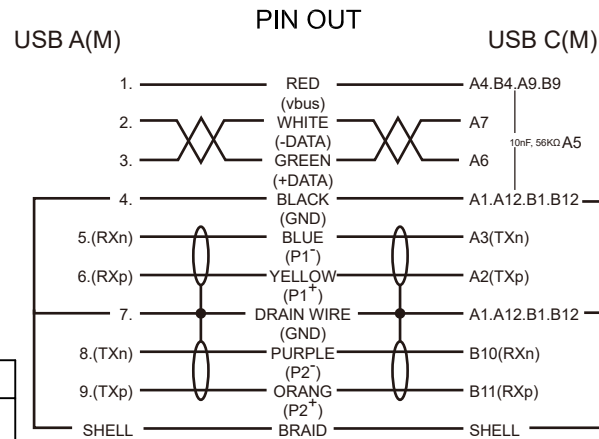 PIN OUT
USB A(M) USB C(M)
1. RED A4.B4.A9.B9
(vbus)
2. WHITE A7
(-DATA)
10nF, 56KΩ A5
3. GREEN A6
(+DATA)
4. BLACK A1.A12.B1.B12
(GND)
5.(RXn) BLUE A3(TXn)
(P1-)
6.(RXp) YELLOW A2(TXp)
(P1+)
7. DRAIN WIRE A1.A12.B1.B12
(GND)
8.(TXn) PURPLE B10(RXn)
(P2-)
9.(TXp) ORANG B11(RXp)
(P2+)
SHELL BRAID SHELL